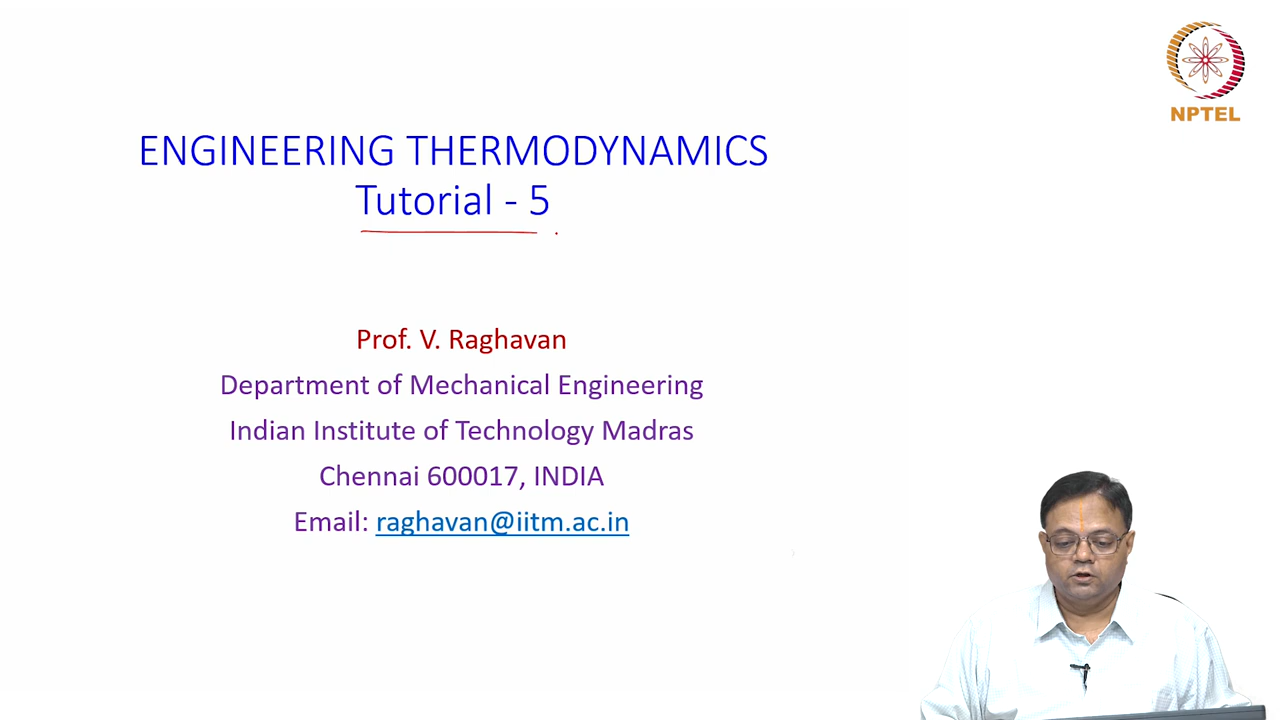 ENGINEERING THERMODYNAMICS
Tutorial - 5
Prof. V. Raghavan
Department of Mechanical Engineering
Indian Institute of Technology Madras
Chennai 600017, INDIA
Email: raghavan@iitm.ac.in
NPTEL